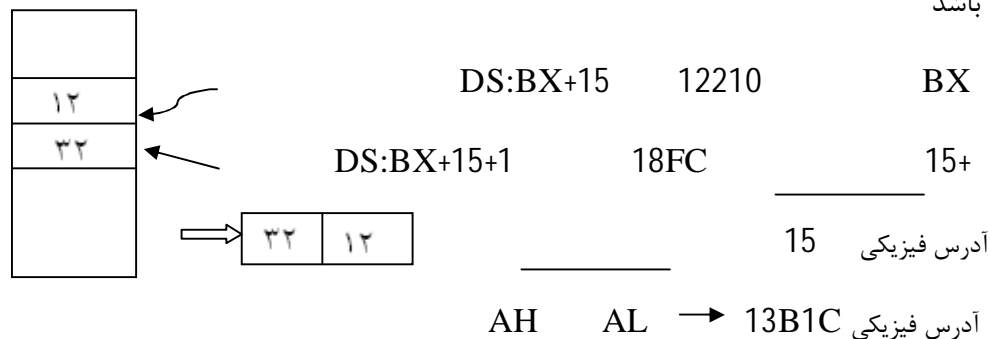 باشد
۱۲ DS:BX+15 12210 BX
۳۲ DS:BX+15+1 18FC 15+
۳۲ ۱۲ 15 آدرس فیزیکی
AH AL → 13B1C آدرس فیزیکی